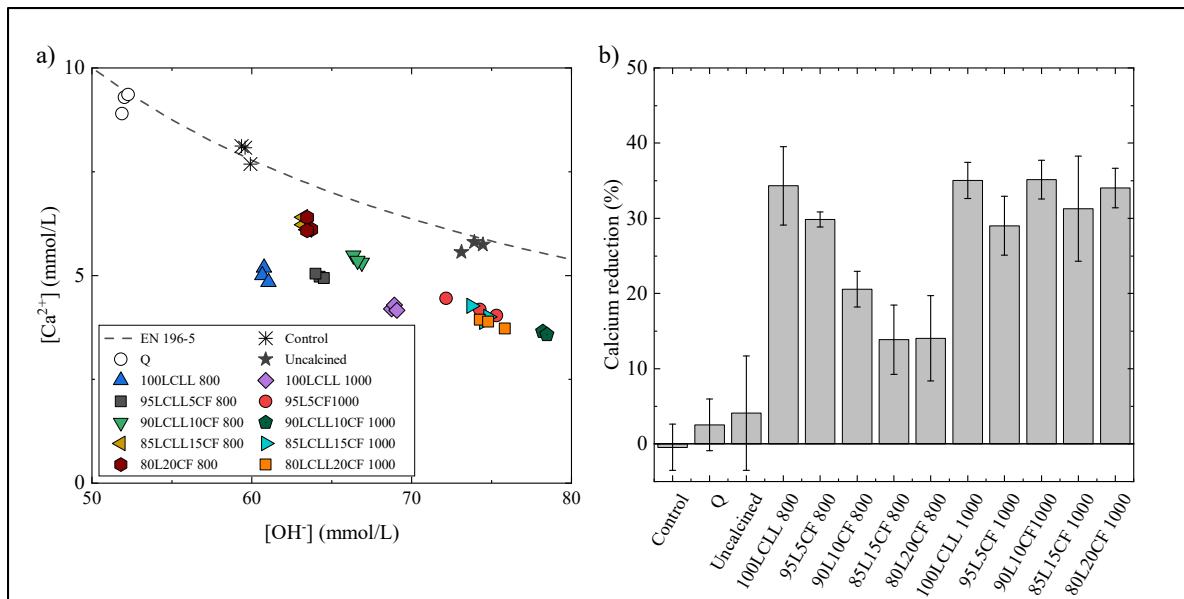 a)
10
5
0
[Ca2+] (mmol/L)
50
60
70
80
[OH-] (mmol/L)
EN 196-5
Control
Q
Uncalcined
100LCLL 800
100LCLL 1000
95LCLL5CF 800
95L5CF1000
90LCLL10CF 800
90LCLL10CF 1000
85LCLL15CF 800
85LCLL15CF 1000
80L20CF 800
80LCLL20CF 1000
b)
50
40
30
20
10
0
Calcium reduction (%)
Control
Q
Uncalcined
100LCLL 800
95L5CF 800
90L10CF 800
85L15CF 800
80L20CF 800
100LCLL 1000
95L5CF 1000
90L10CF1000
85L15CF 1000
80L20CF 1000